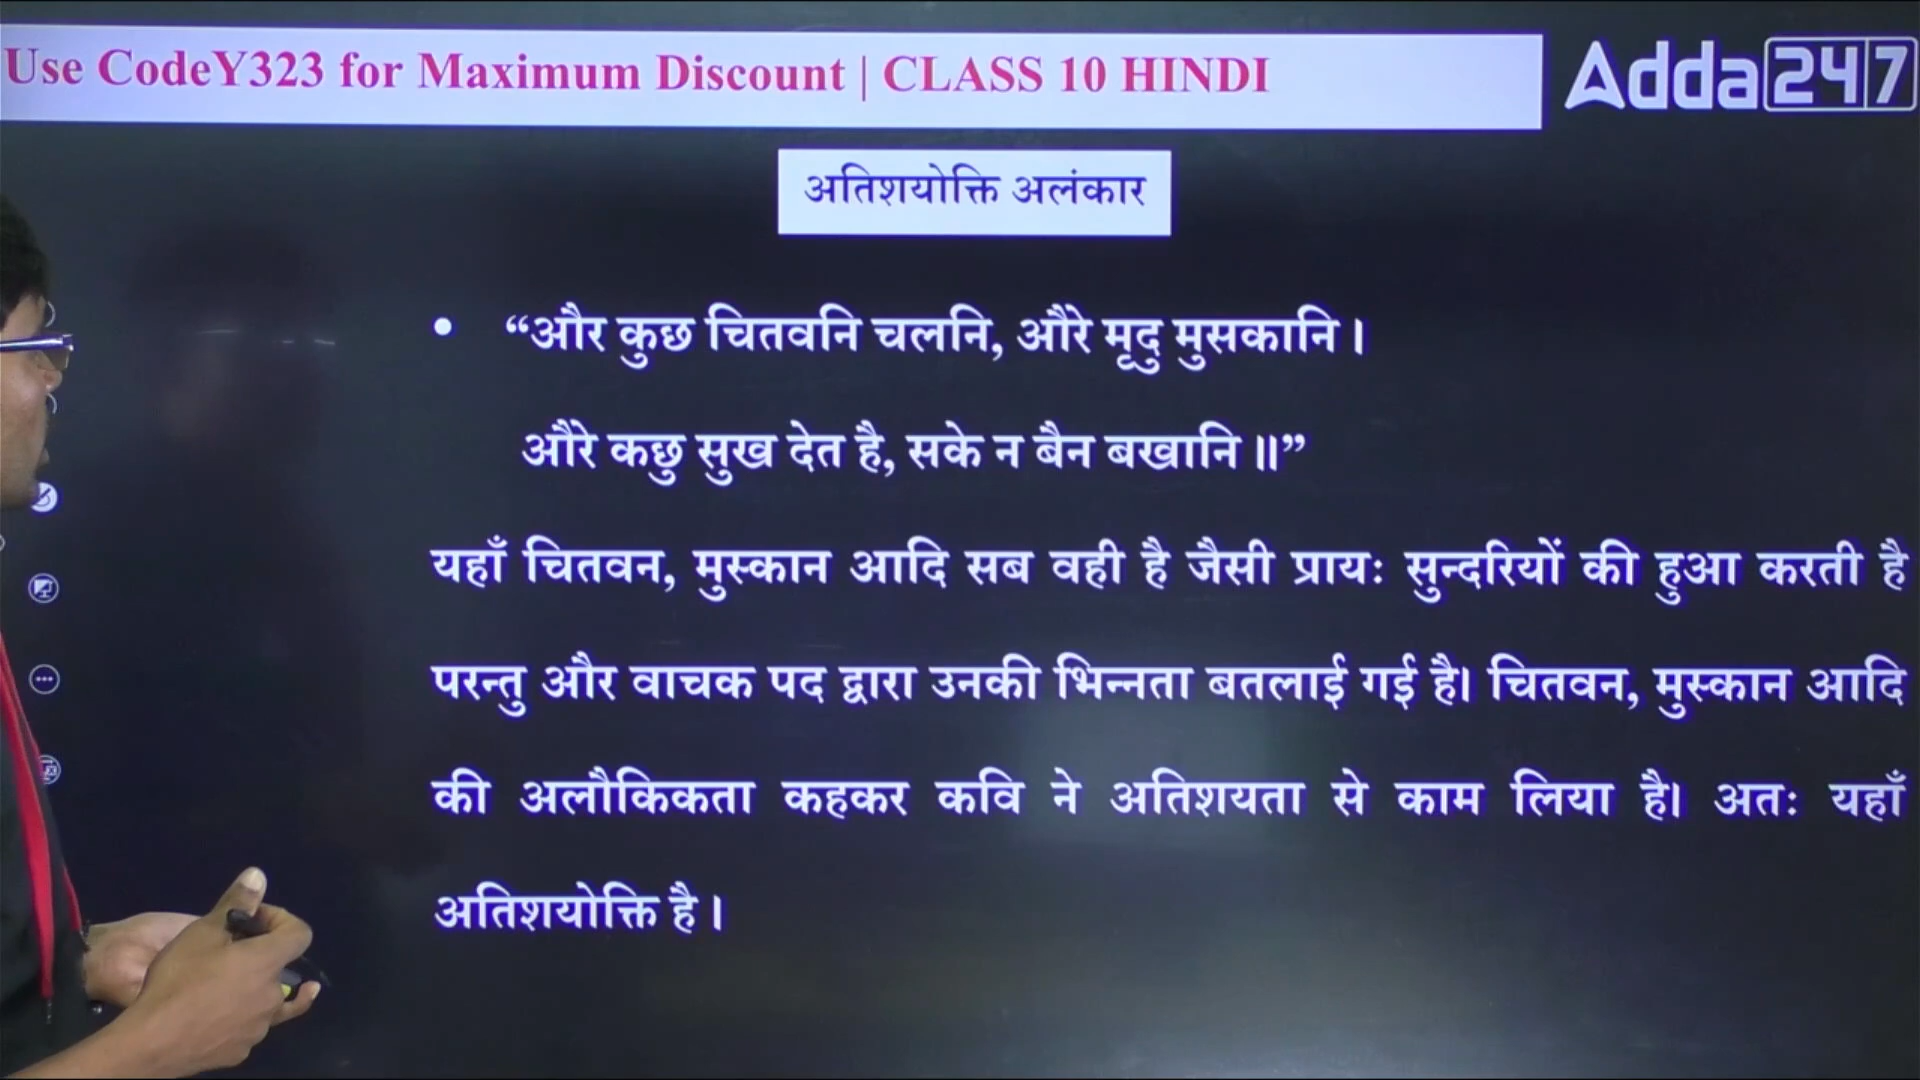 Use CodeY323 for Maximum Discount | CLASS 10 HINDI
Adda247
अतिशयोक्ति अलंकार
• “और कुछ चितवनि चलनि, औरे मृदु मुसकानि।
औरे कछु सुख देत है, सके न बैन बखानि॥”
यहाँ चितवन, मुस्कान आदि सब वही है जैसी प्रायः सुन्दरियों की हुआ करती है
परन्तु और वाचक पद द्वारा उनकी भिन्नता बतलाई गई है। चितवन, मुस्कान आदि
की अलौकिकता कहकर कवि ने अतिशयता से काम लिया है। अतः यहाँ
अतिशयोक्ति है।